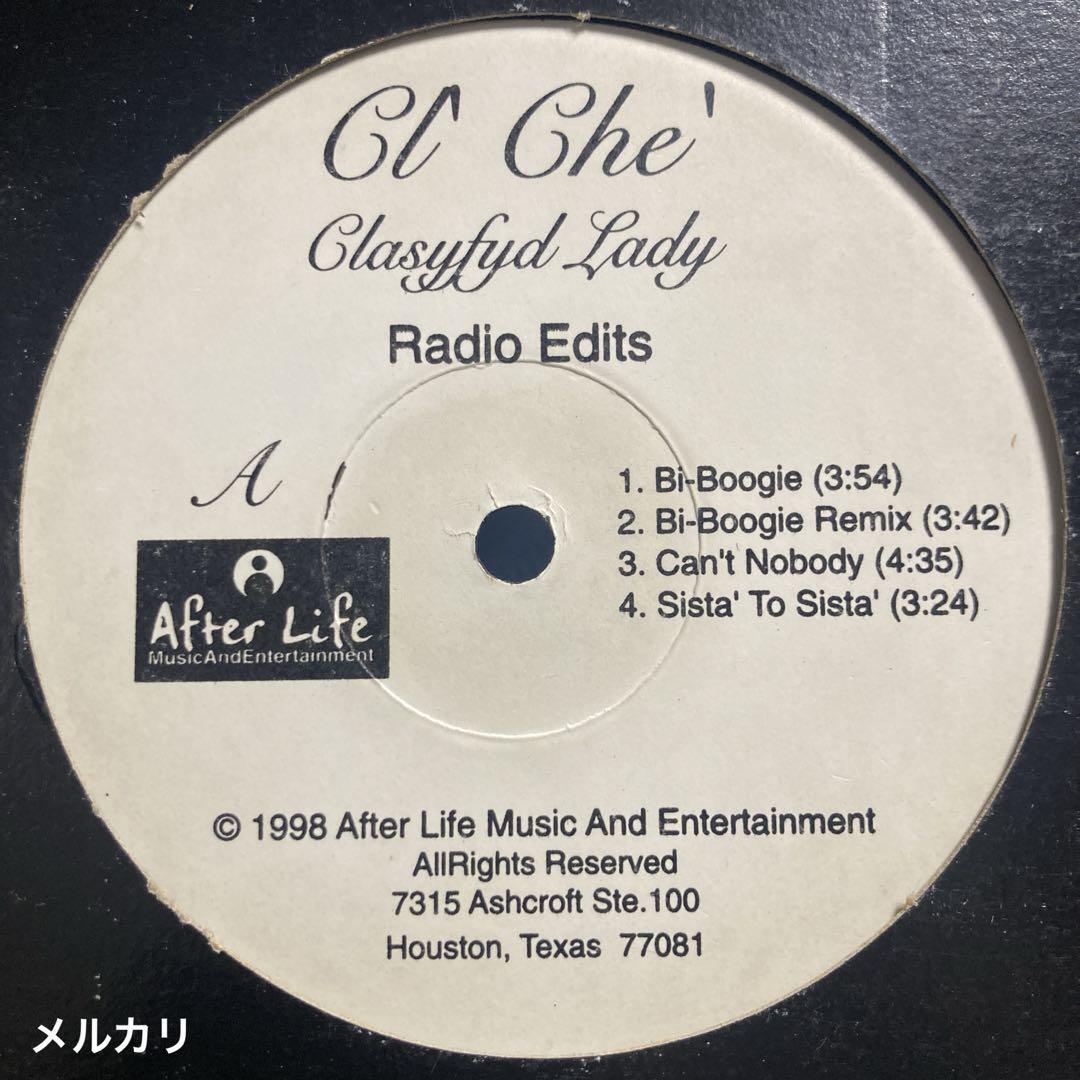 Cl' Che'
Clasyfyd Lady
Radio Edits
A
1. Bi-Boogie (3:54)
2. Bi-Boogie Remix (3:42)
3. Can't Nobody (4:35)
4. Sista' To Sista' (3:24)
After Life
MusicAndEntertainment
© 1998 After Life Music And Entertainment
AllRights Reserved
7315 Ashcroft Ste.100
Houston, Texas 77081
メルカリ